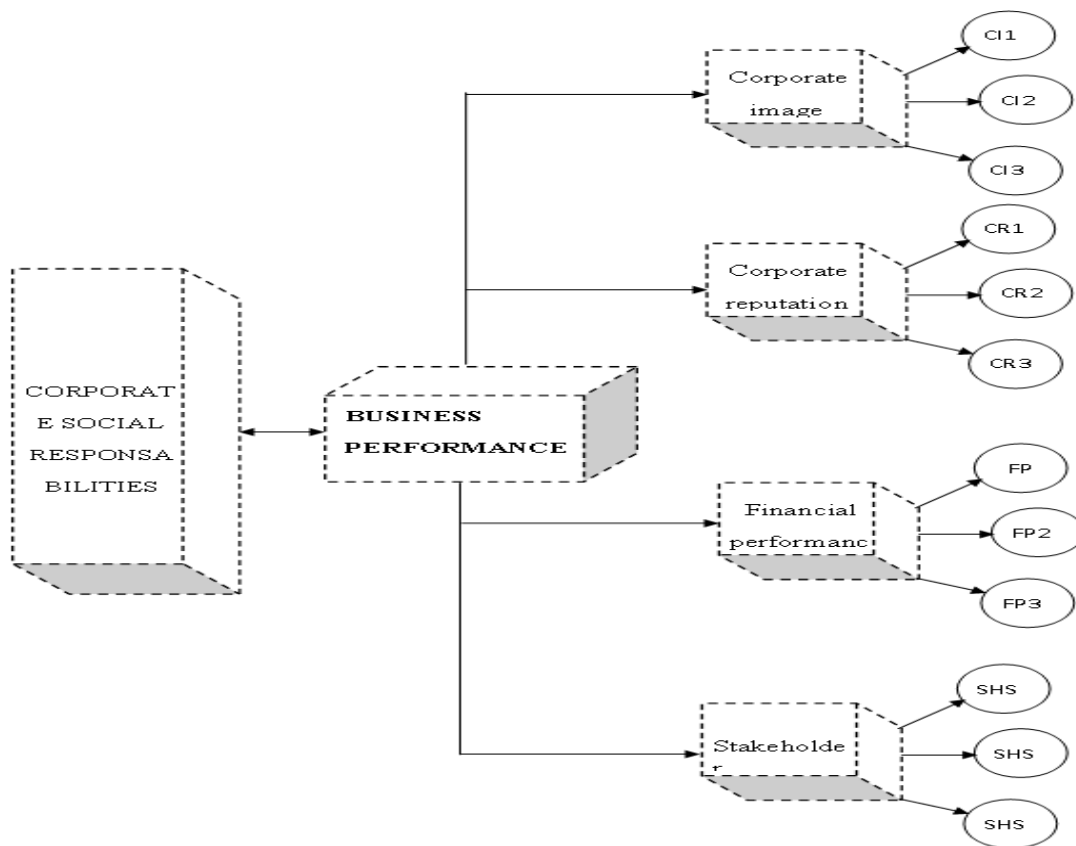 CI1
Corporate
image
CI2
CI3
CR1
Corporate
reputation
CR2
CR3
CORPORAT
E SOCIAL
RESPONSA
BILITIES
BUSINESS
PERFORMANCE
FP
Financial
performanc
FP2
FP3
SHS
Stakeholde
r
SHS
SHS